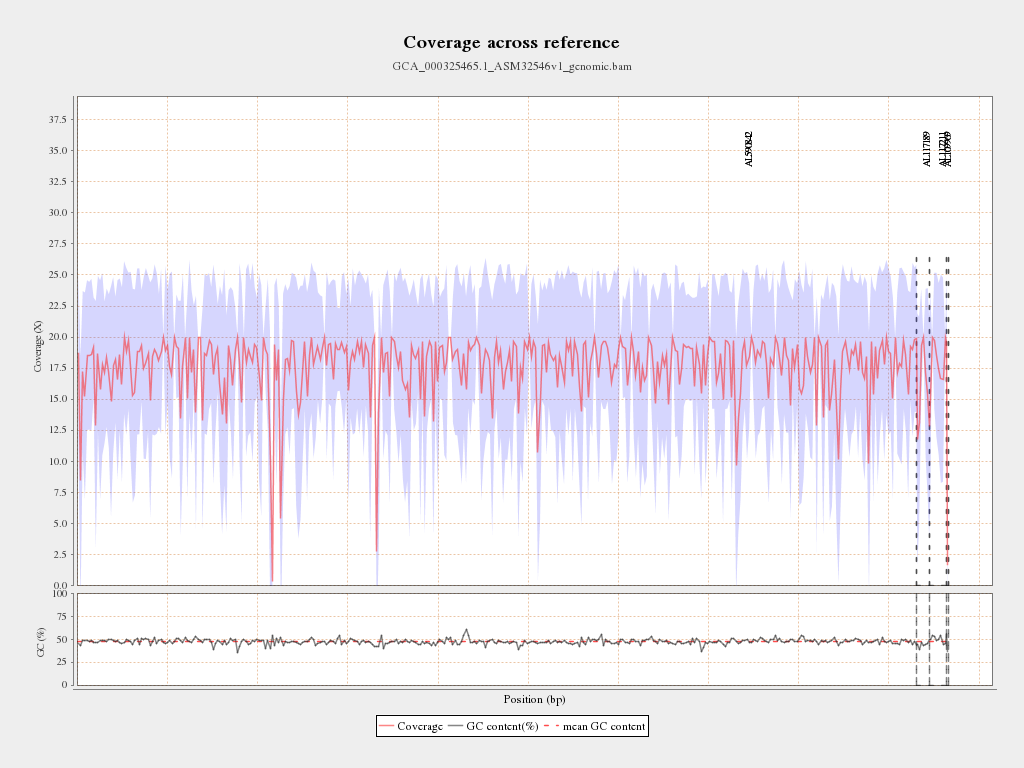 Coverage across reference
GCA_000325465.1_ASM32546v1_genomic.bam
37.5
35.0
32.5
30.0
27.5
25.0
22.5
20.0
17.5
15.0
12.5
10.0
7.5
5.0
2.5
0.0
Coverage (X)
AL590842
AL117189
AL117211
AL109969
100
75
50
25
0
GC (%)
Position (bp)
Coverage GC content(%) mean GC content